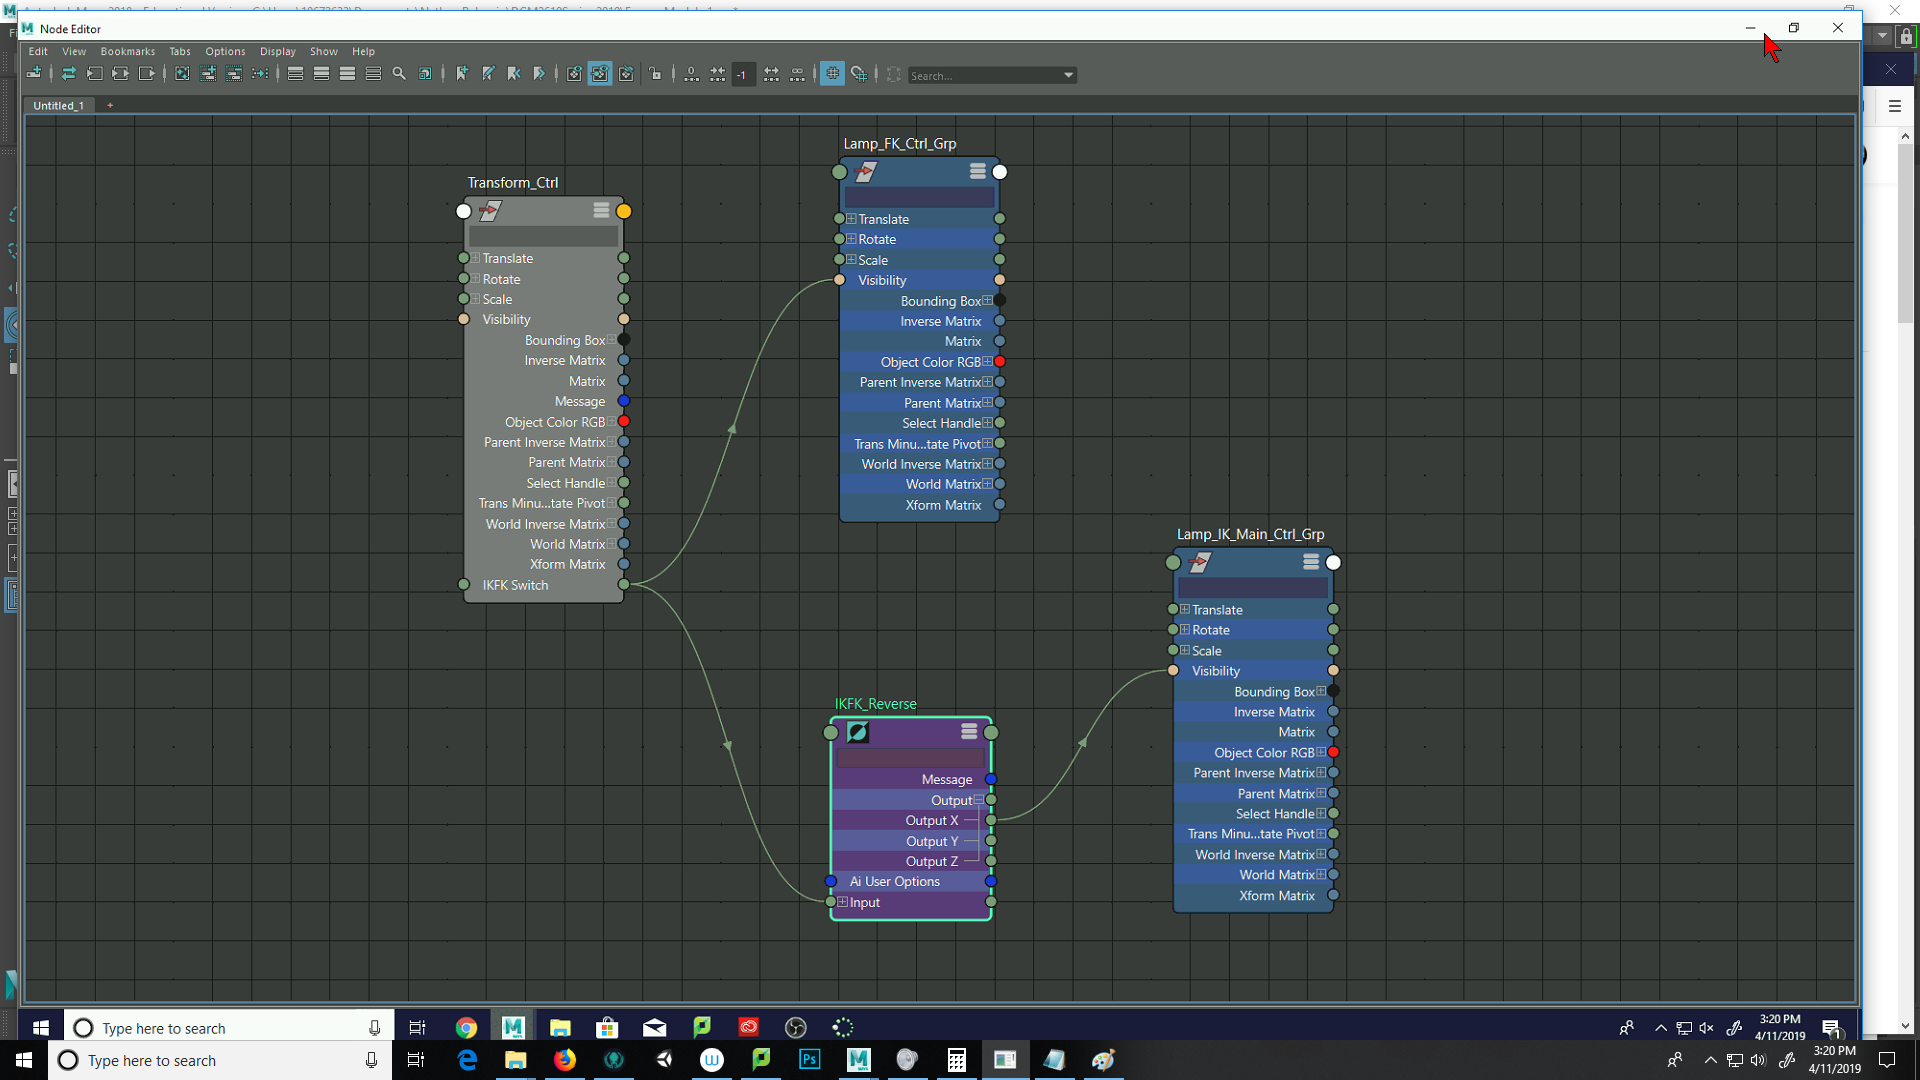 Node Editor
Edit View Bookmarks Tabs Options Display Show Help
-1
Search...
Untitled_1 +
Transform_Ctrl
Translate
Rotate
Scale
Visibility
Bounding Box
Inverse Matrix
Matrix
Message
Object Color RGB
Parent Inverse Matrix
Parent Matrix
Select Handle
Trans Minu...tate Pivot
World Inverse Matrix
World Matrix
Xform Matrix
IKFK Switch
Lamp_FK_Ctrl_Grp
Translate
Rotate
Scale
Visibility
Bounding Box
Inverse Matrix
Matrix
Object Color RGB
Parent Inverse Matrix
Parent Matrix
Select Handle
Trans Minu...tate Pivot
World Inverse Matrix
World Matrix
Xform Matrix
IKFK_Reverse
Message
Output
Output X
Output Y
Output Z
Ai User Options
Input
Lamp_IK_Main_Ctrl_Grp
Translate
Rotate
Scale
Visibility
Bounding Box
Inverse Matrix
Matrix
Object Color RGB
Parent Inverse Matrix
Parent Matrix
Select Handle
Trans Minu...tate Pivot
World Inverse Matrix
World Matrix
Xform Matrix
Type here to search
3:20 PM
4/11/2019
1
Type here to search
Ps
3:20 PM
4/11/2019